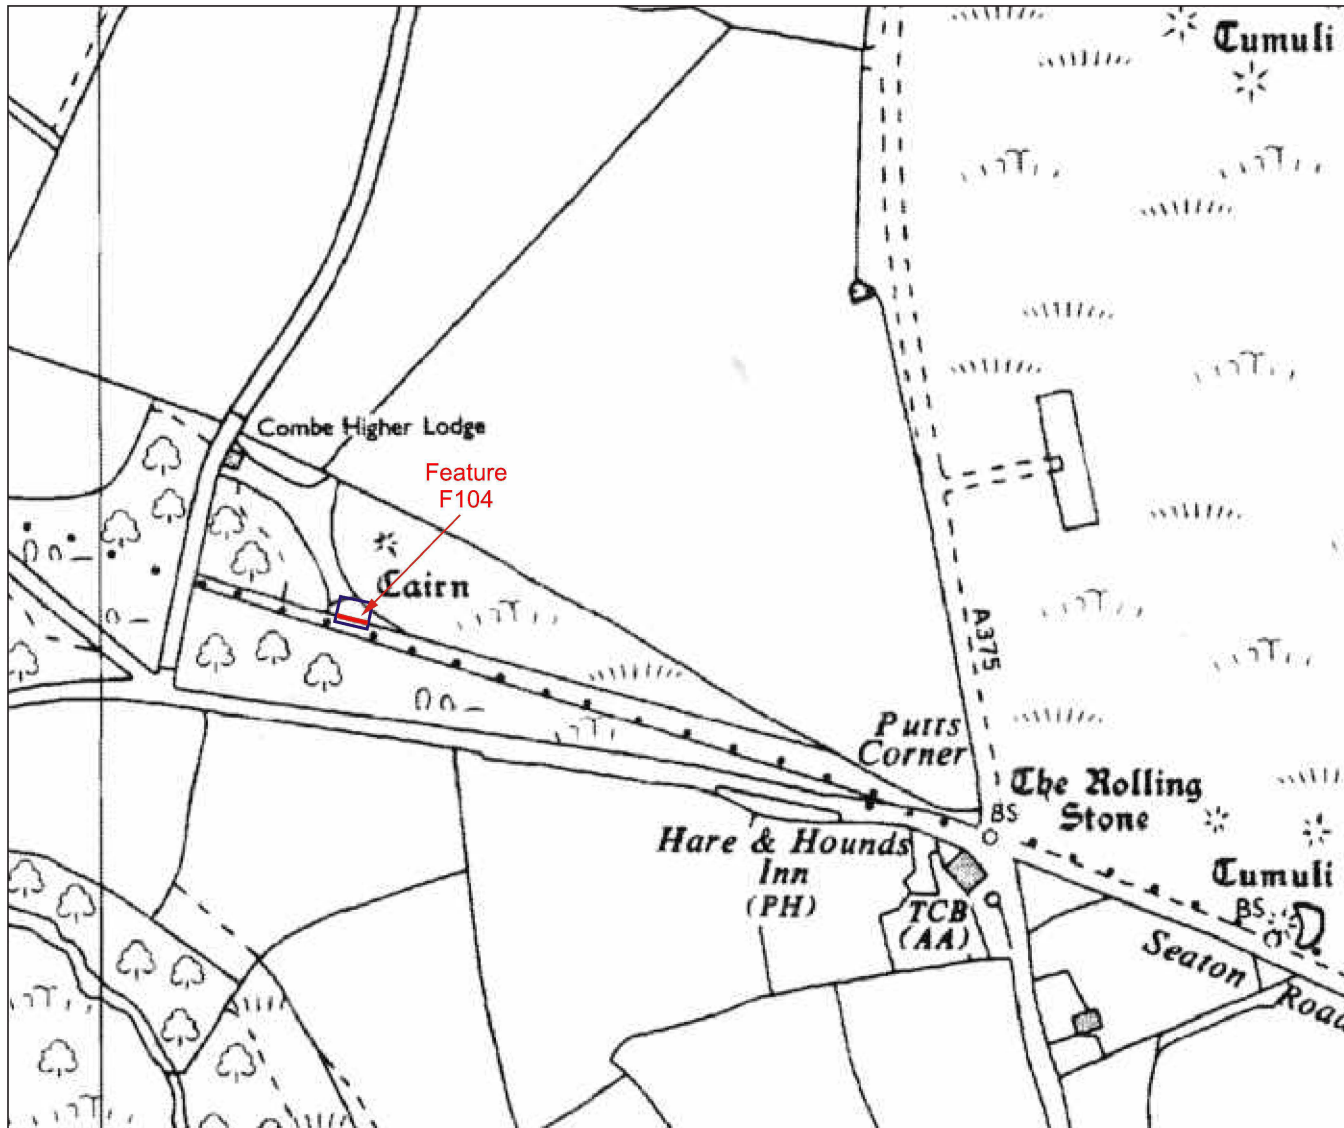 Tumuli
Combe Higher Lodge
Feature
F104
Cairn
A375
Putts
Corner
The Rolling
Stone
BS
Hare & Hounds
Inn
(PH)
TCB
(AA)
Tumuli
BS
Seaton Road